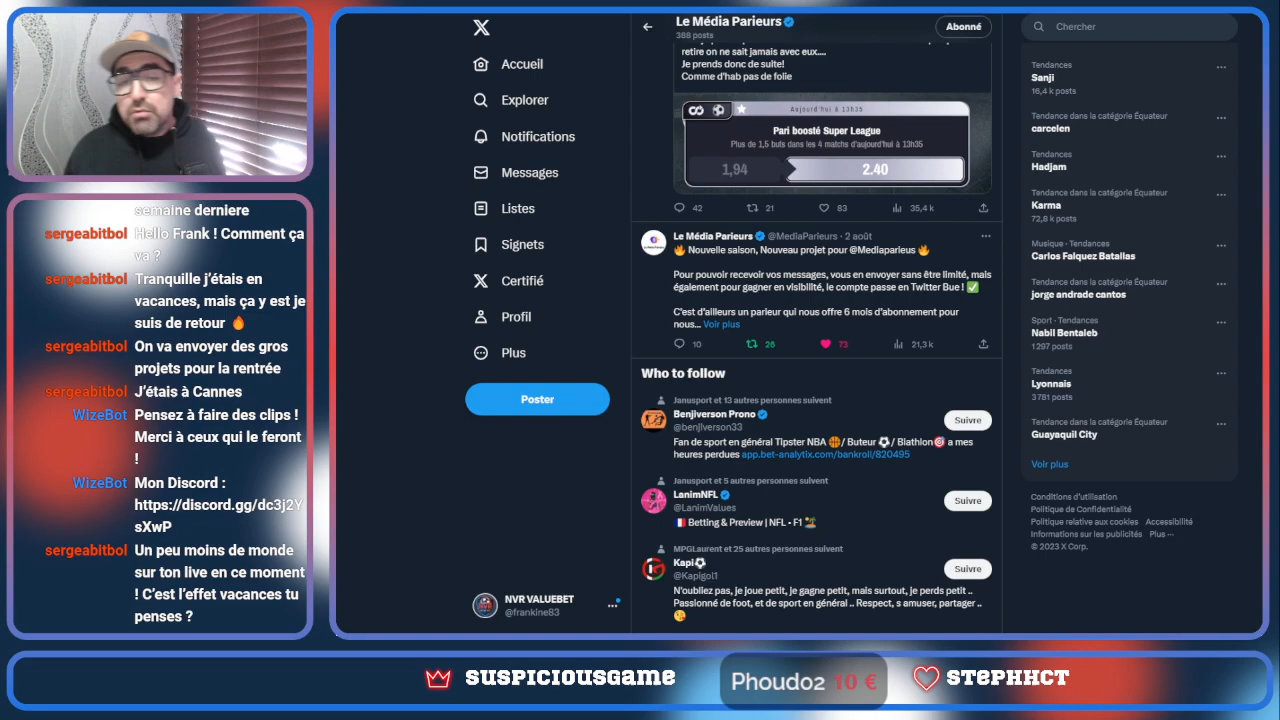 semaine derniere
sergeabitbol Hello Frank ! Comment ça
va ?
sergeabitbol Tranquille j’étais en
vacances, mais ça y est je
suis de retour 🔥
sergeabitbol On va envoyer des gros
projets pour la rentrée
sergeabitbol J’étais à Cannes
WizeBot Pensez à faire des clips !
Merci à ceux qui le feront
!
WizeBot Mon Discord :
https://discord.gg/dc3j2Y
sXwP
sergeabitbol Un peu moins de monde
sur ton live en ce moment
! C’est l’effet vacances tu
penses ?
Accueil
Explorer
Notifications
Messages
Listes
Signets
Certifié
Profil
Plus
Poster
NVR VALUEBET
@frankine83
Le Média Parieurs
388 posts
Abonné
retire on ne sait jamais avec eux....
Je prends donc de suite!
Comme d'hab pas de folie
Aujourd'hui à 13h35
Pari boosté Super League
Plus de 1,5 buts dans les 4 matchs d'aujourd'hui à 13h35
1,94 2.40
42 21 83 35,4 k
Le Média Parieurs @MediaParieurs · 2 août
🔥 Nouvelle saison, Nouveau projet pour @Mediaparieus 🔥
Pour pouvoir recevoir vos messages, vous en envoyer sans être limité, mais
également pour gagner en visibilité, le compte passe en Twitter Bue ! ✅
C’est d’ailleurs un parieur qui nous offre 6 mois d’abonnement pour
nous... Voir plus
10 26 73 21,3 k
Who to follow
Janusport et 13 autres personnes suivent
Benjiverson Prono
@benjiverson33
Suivre
Fan de sport en général Tipster NBA 🏀/ Buteur ⚽/ Biathlon🎯 a mes
heures perdues app.bet-analytix.com/bankroll/820495
Janusport et 5 autres personnes suivent
LanimNFL
@LanimValues
Suivre
🇫🇷 Betting & Preview | NFL • F1 🏖️
MPGLaurent et 25 autres personnes suivent
Kapi⚽
@Kapigol1
Suivre
N'oubliez pas, je joue petit, je gagne petit, mais surtout, je perds petit ..
Passionné de foot, et de sport en général .. Respect, s amuser, partager ..
😘
Chercher
Tendances
Sanji
16,4 k posts
Tendance dans la catégorie Équateur
carcelen
Tendances
Hadjam
Tendance dans la catégorie Équateur
Karma
72,8 k posts
Musique · Tendances
Carlos Falquez Batallas
Tendance dans la catégorie Équateur
jorge andrade cantos
Sport · Tendances
Nabil Bentaleb
1 297 posts
Tendances
Lyonnais
3 781 posts
Tendance dans la catégorie Équateur
Guayaquil City
Voir plus
Conditions d’utilisation
Politique de Confidentialité
Politique relative aux cookies Accessibilité
Informations sur les publicités Plus ···
© 2023 X Corp.
suspiciousgame
Phoudo2 10 €
stephhct